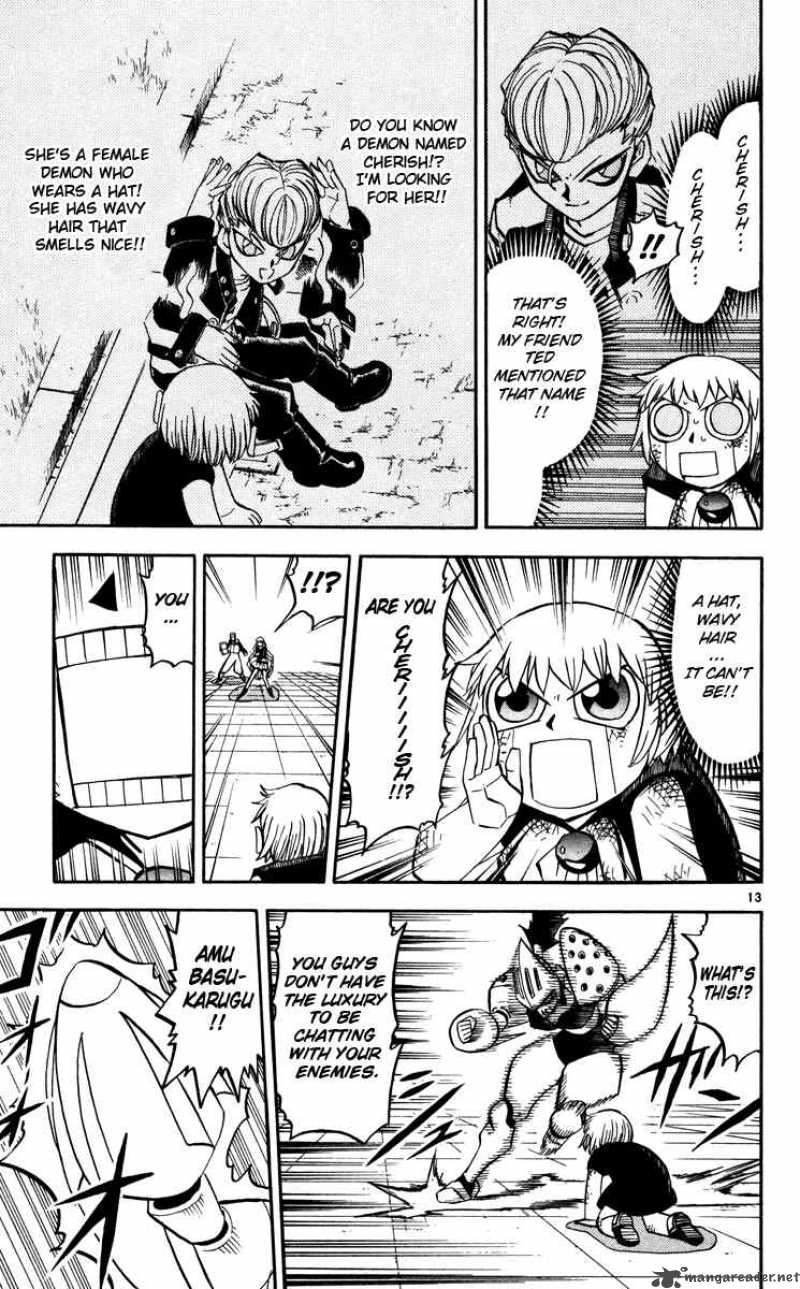 CHERISH...
CHERISH...
!!
THAT'S
RIGHT!
MY FRIEND
TED
MENTIONED
THAT NAME
!!
DO YOU KNOW
A DEMON NAMED
CHERISH!?
I'M LOOKING
FOR HER!!
SHE'S A FEMALE
DEMON WHO
WEARS A HAT!
SHE HAS WAVY
HAIR THAT
SMELLS NICE!!
A HAT,
WAVY
HAIR
...
IT CAN'T
BE!!
ARE YOU
CHERIIIIISH
!!?
!!?
YOU
...
13
WHAT'S
THIS!?
YOU GUYS
DON'T HAVE
THE LUXURY
TO BE
CHATTING
WITH YOUR
ENEMIES.
AMU
BASU-
KARUGU
!!
mangareader.net